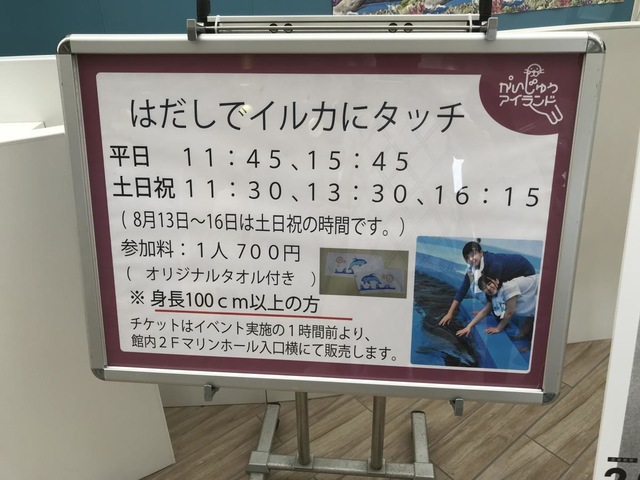 かいじゅう
アイランド
はだしでイルカにタッチ
平日 11:45、15:45
土日祝 11:30、13:30、16:15
( 8月13日〜16日は土日祝の時間です。)
参加料:1人700円
( オリジナルタオル付き )
※ 身長100cm以上の方
チケットはイベント実施の1時間前より、
館内2Fマリンホール入口横にて販売します。